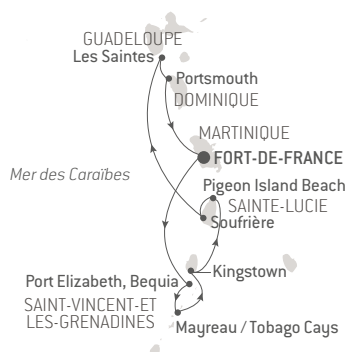 GUADELOUPE
Les Saintes
Portsmouth
DOMINIQUE
MARTINIQUE
FORT-DE-FRANCE
Mer des Caraïbes
Pigeon Island Beach
SAINTE-LUCIE
Soufrière
Kingstown
Port Elizabeth, Bequia
SAINT-VINCENT-ET
LES-GRENADINES
Mayreau / Tobago Cays